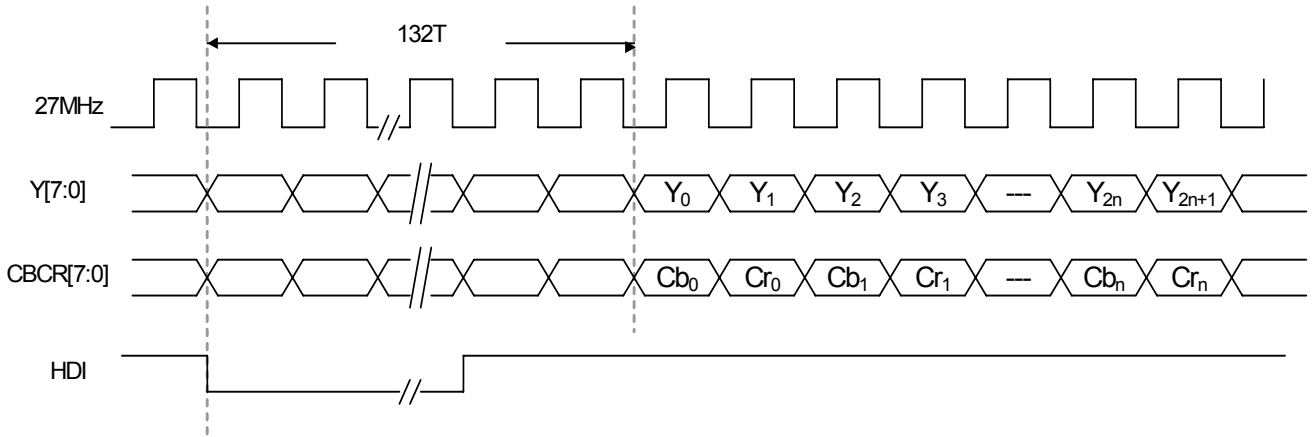 132T
27MHz
Y[7:0] Y₀ Y₁ Y₂ Y₃ --- Y₂ₙ Y₂ₙ₊₁
CBCR[7:0] Cb₀ Cr₀ Cb₁ Cr₁ --- Cbₙ Crₙ
HDI